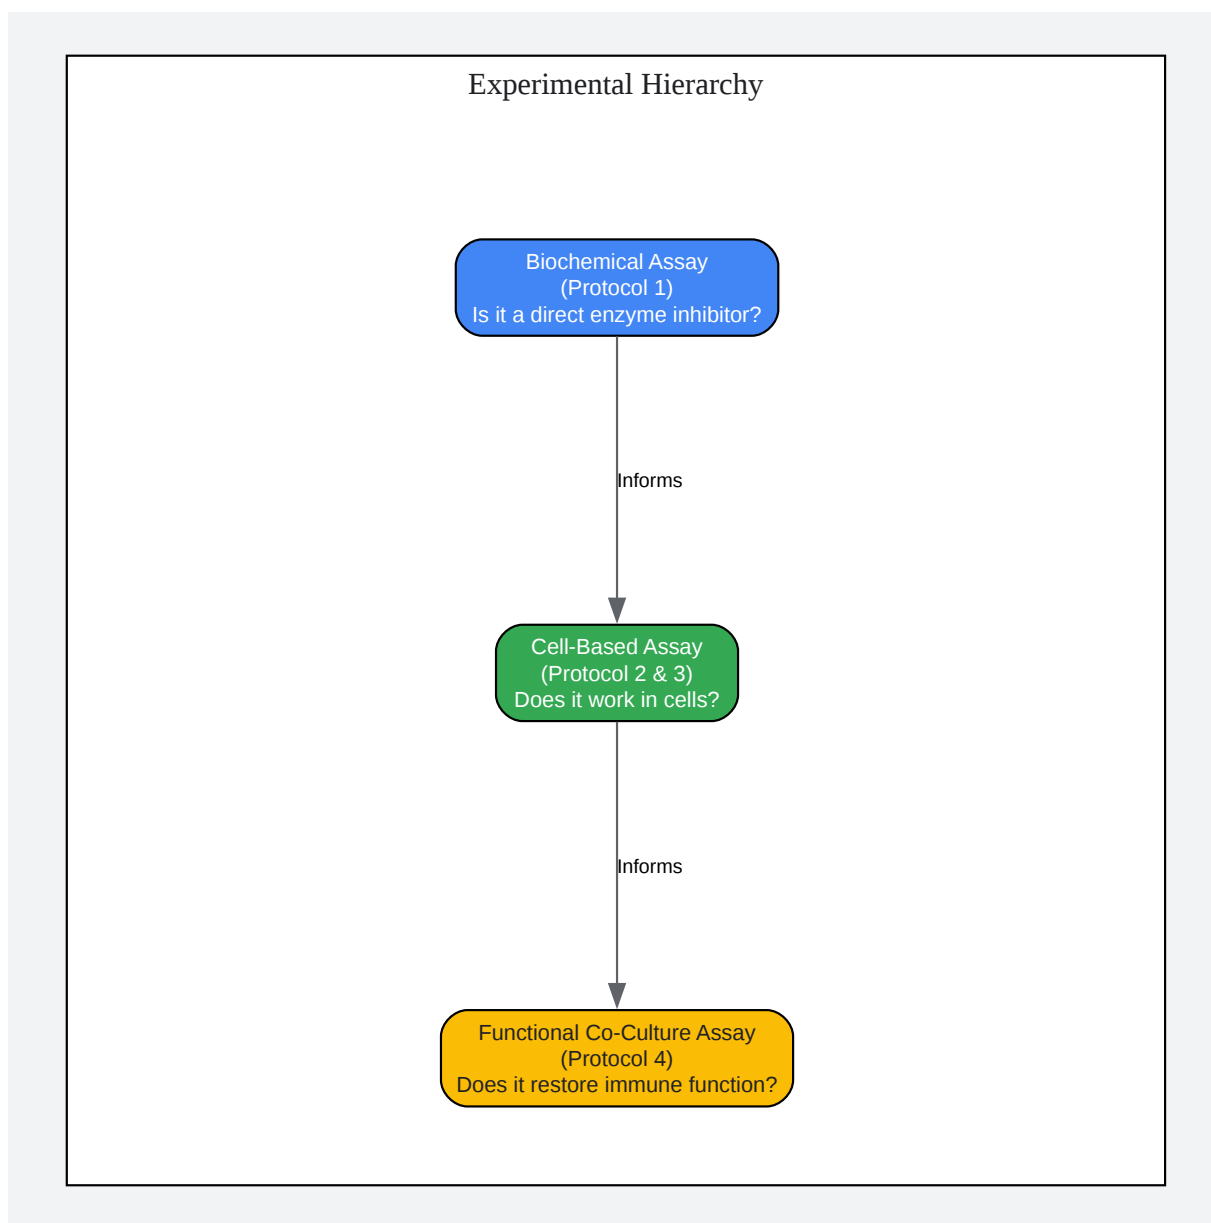 Experimental Hierarchy
Biochemical Assay
(Protocol 1)
Is it a direct enzyme inhibitor?
Informs
Cell-Based Assay
(Protocol 2 & 3)
Does it work in cells?
Informs
Functional Co-Culture Assay
(Protocol 4)
Does it restore immune function?